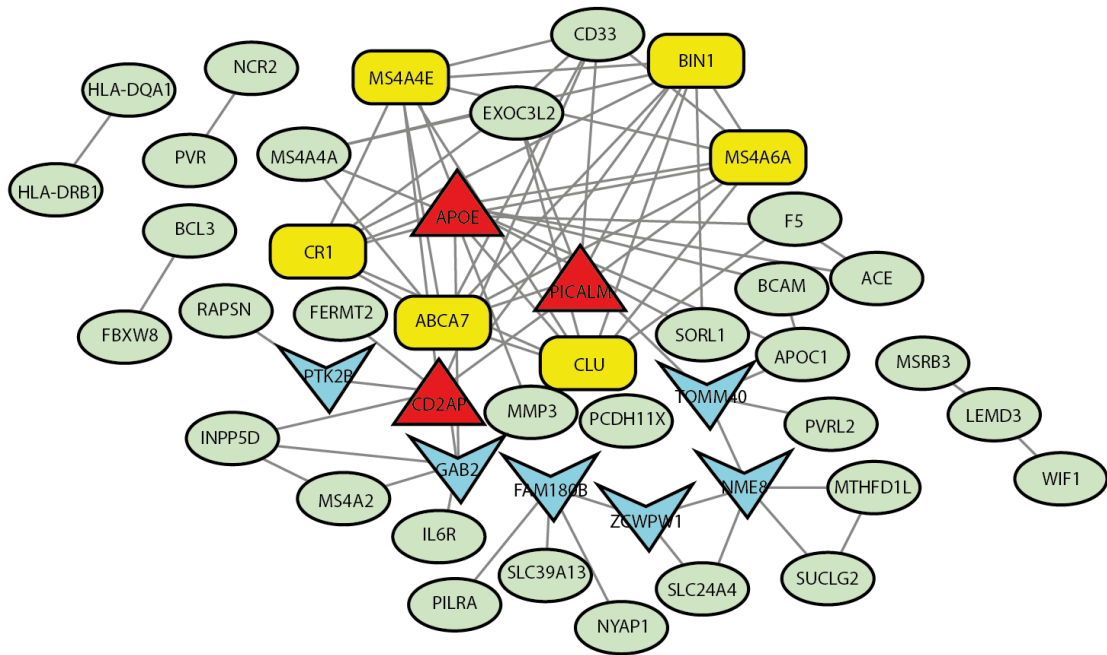 CD33
BIN1
MS4A4E
NCR2
HLA-DQA1
EXOC3L2
MS4A4A
PVR
MS4A6A
HLA-DRB1
APOE
F5
BCL3
CR1
ACE
BCAM
PICALM
RAPSN
FERMT2
ABCA7
SORL1
FBXW8
APOC1
CLU
MSRB3
PTK2B
TOMM40
CD2AP
MMP3
LEMD3
PCDH11X
PVRL2
INPP5D
GAB2
WIF1
MTHFD1L
NME8
FAM180B
MS4A2
ZCWPW1
IL6R
SLC39A13
SUCLG2
SLC24A4
PILRA
NYAP1